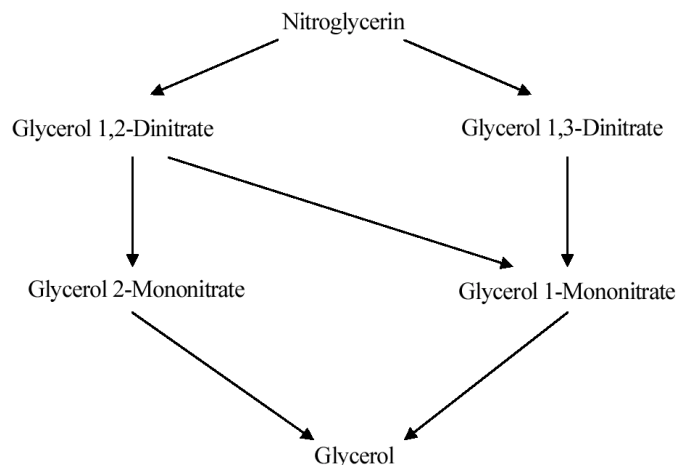 Nitroglycerin
Glycerol 1,2-Dinitrate
Glycerol 1,3-Dinitrate
Glycerol 2-Mononitrate
Glycerol 1-Mononitrate
Glycerol